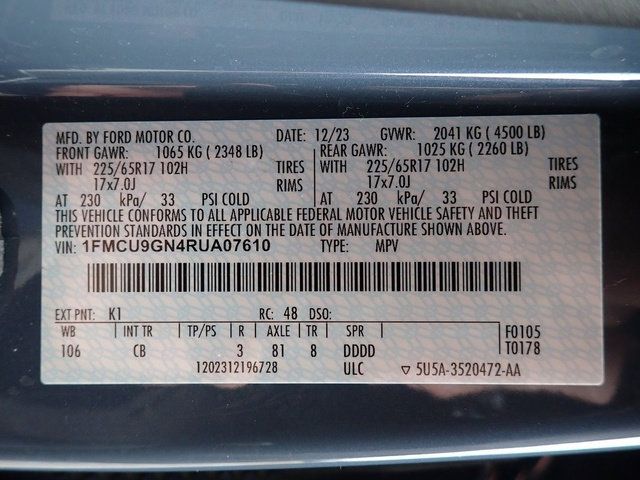 MFD. BY FORD MOTOR CO. DATE: 12/23 GVWR: 2041 KG ( 4500 LB)
FRONT GAWR: 1065 KG ( 2348 LB) REAR GAWR: 1025 KG ( 2260 LB)
WITH 225/65R17 102H TIRES WITH 225/65R17 102H TIRES
17x7.0J RIMS 17x7.0J RIMS
AT 230 kPa/ 33 PSI COLD AT 230 kPa/ 33 PSI COLD
THIS VEHICLE CONFORMS TO ALL APPLICABLE FEDERAL MOTOR VEHICLE SAFETY AND THEFT
PREVENTION STANDARDS IN EFFECT ON THE DATE OF MANUFACTURE SHOWN ABOVE.
VIN: 1FMCU9GN4RUA07610 TYPE: MPV
EXT PNT: K1 RC: 48 DSO:
WB INT TR TP/PS R AXLE TR SPR F0105
106 CB 3 81 8 DDDD T0178
1202312196728 ULC ▽ 5U5A-3520472-AA